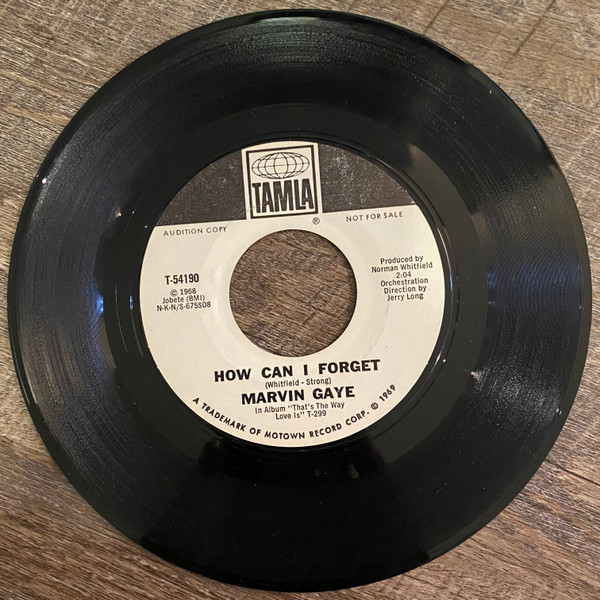 TAMLA
®
AUDITION COPY
NOT FOR SALE
T-54190
© 1968
Jobete (BMI)
N-K-N/S-675S08
Produced by
Norman Whitfield
2:04
Orchestration
Direction by
Jerry Long
HOW CAN I FORGET
(Whitfield - Strong)
MARVIN GAYE
In Album "That's The Way
Love Is" T-299
A TRADEMARK OF MOTOWN RECORD CORP. © 1969